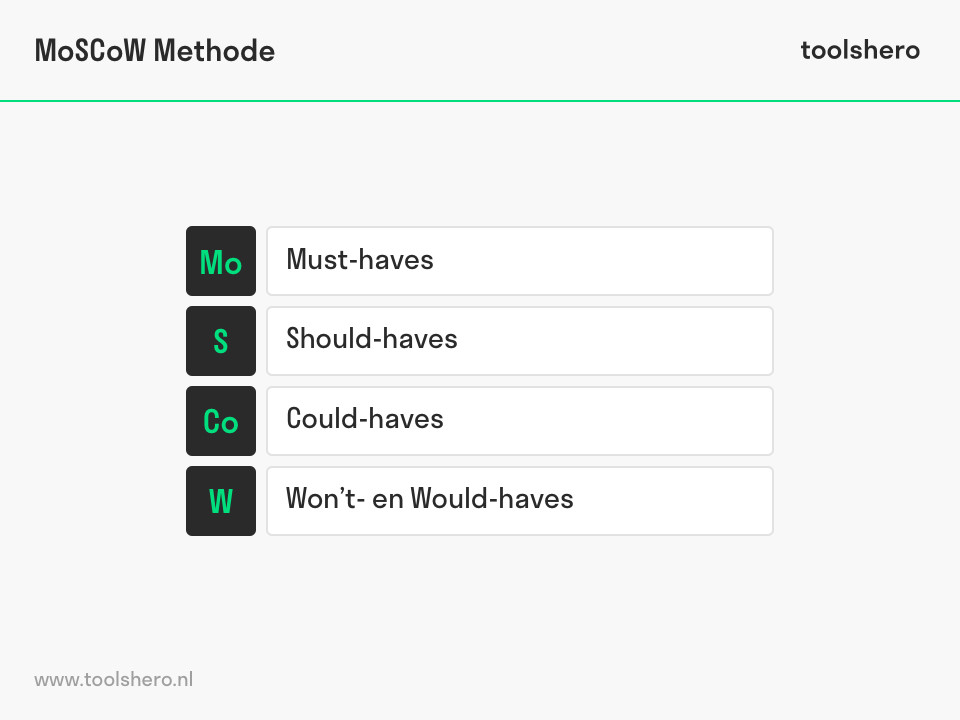 MoSCoW Methode
toolshero
Mo
Must-haves
S
Should-haves
Co
Could-haves
W
Won’t- en Would-haves
www.toolshero.nl